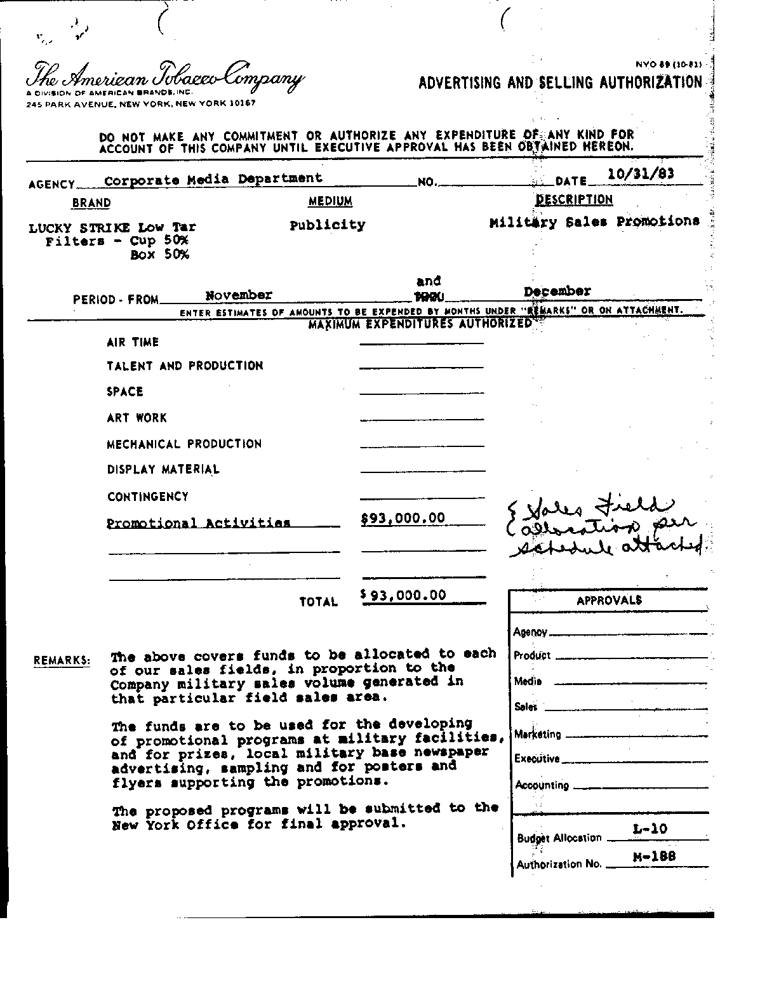 NYO 89 (10-81)
The American Tobacco Company
A DIVISION OF AMERICAN BRANDS, INC.
245 PARK AVENUE, NEW YORK, NEW YORK 10167
ADVERTISING AND SELLING AUTHORIZATION
DO NOT MAKE ANY COMMITMENT OR AUTHORIZE ANY EXPENDITURE OF ANY KIND FOR
ACCOUNT OF THIS COMPANY UNTIL EXECUTIVE APPROVAL HAS BEEN OBTAINED HEREON.
AGENCY Corporate Media Department NO. DATE 10/31/83
BRAND MEDIUM DESCRIPTION
LUCKY STRIKE Low Tar Publicity Military Sales Promotions
Filters - Cup 50%
Box 50%
and
PERIOD - FROM November December
ENTER ESTIMATES OF AMOUNTS TO BE EXPENDED BY MONTHS UNDER "REMARKS" OR ON ATTACHMENT.
MAXIMUM EXPENDITURES AUTHORIZED
AIR TIME
TALENT AND PRODUCTION
SPACE
ART WORK
MECHANICAL PRODUCTION
DISPLAY MATERIAL
CONTINGENCY
Promotional Activities $93,000.00
{ Sales Field
allocation per
schedule attached.
TOTAL $93,000.00
APPROVALS
Agency
Product
Media
Sales
Marketing
Executive
Accounting
Budget Allocation L-10
Authorization No. M-188
REMARKS: The above covers funds to be allocated to each
of our sales fields, in proportion to the
Company military sales volume generated in
that particular field sales area.
The funds are to be used for the developing
of promotional programs at military facilities,
and for prizes, local military base newspaper
advertising, sampling and for posters and
flyers supporting the promotions.
The proposed programs will be submitted to the
New York Office for final approval.